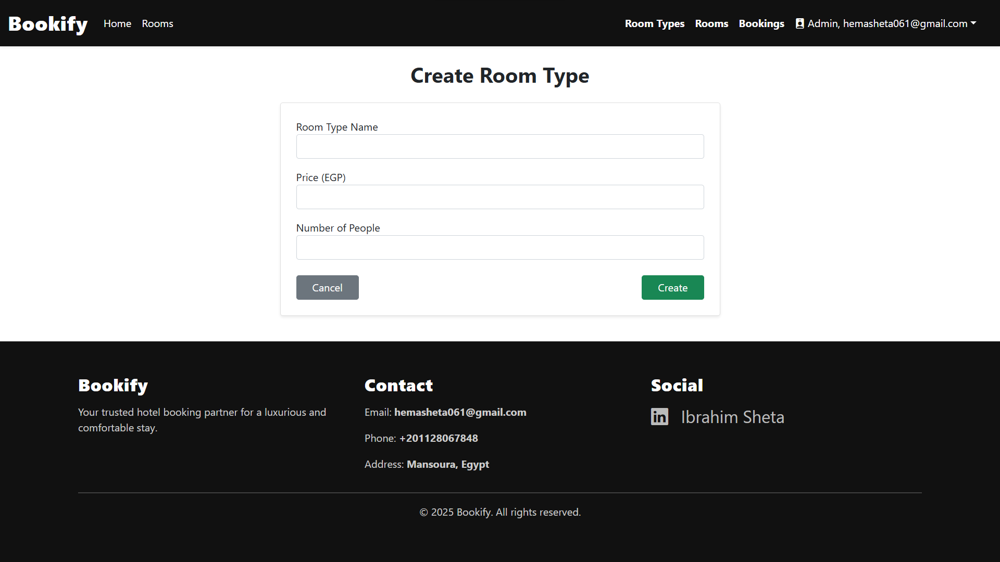 Bookify Home Rooms Room Types Rooms Bookings Admin, hemasheta061@gmail.com
Create Room Type
Room Type Name
Price (EGP)
Number of People
Cancel Create
Bookify
Your trusted hotel booking partner for a luxurious and
comfortable stay.
Contact
Email: hemasheta061@gmail.com
Phone: +201128067848
Address: Mansoura, Egypt
Social
in Ibrahim Sheta
© 2025 Bookify. All rights reserved.